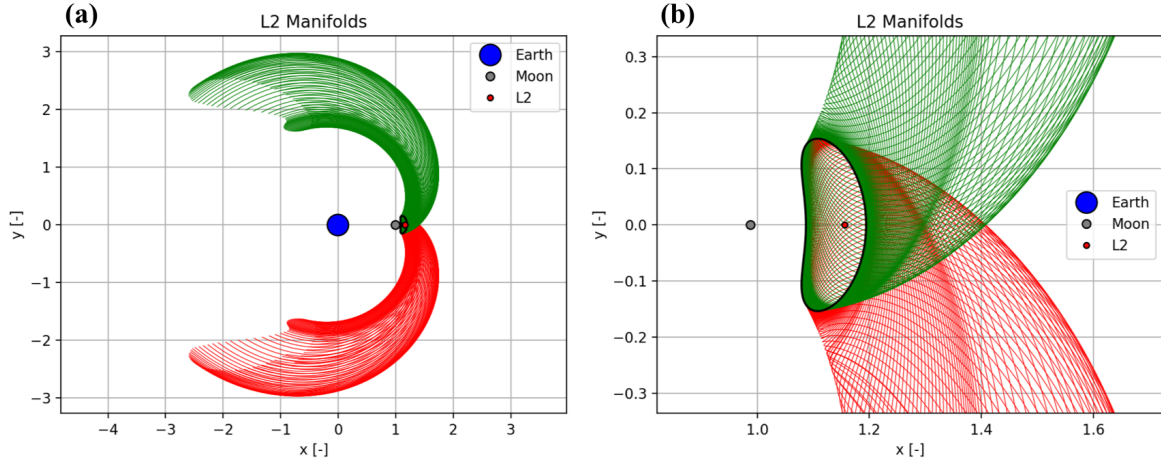 (a)
L2 Manifolds
Earth
Moon
L2
3
2
1
0
−1
−2
−3
y [-]
−4
−3
−2
−1
0
1
2
3
x [-]
(b)
L2 Manifolds
0.3
0.2
0.1
0.0
−0.1
−0.2
−0.3
y [-]
Earth
Moon
L2
1.0
1.2
1.4
1.6
x [-]